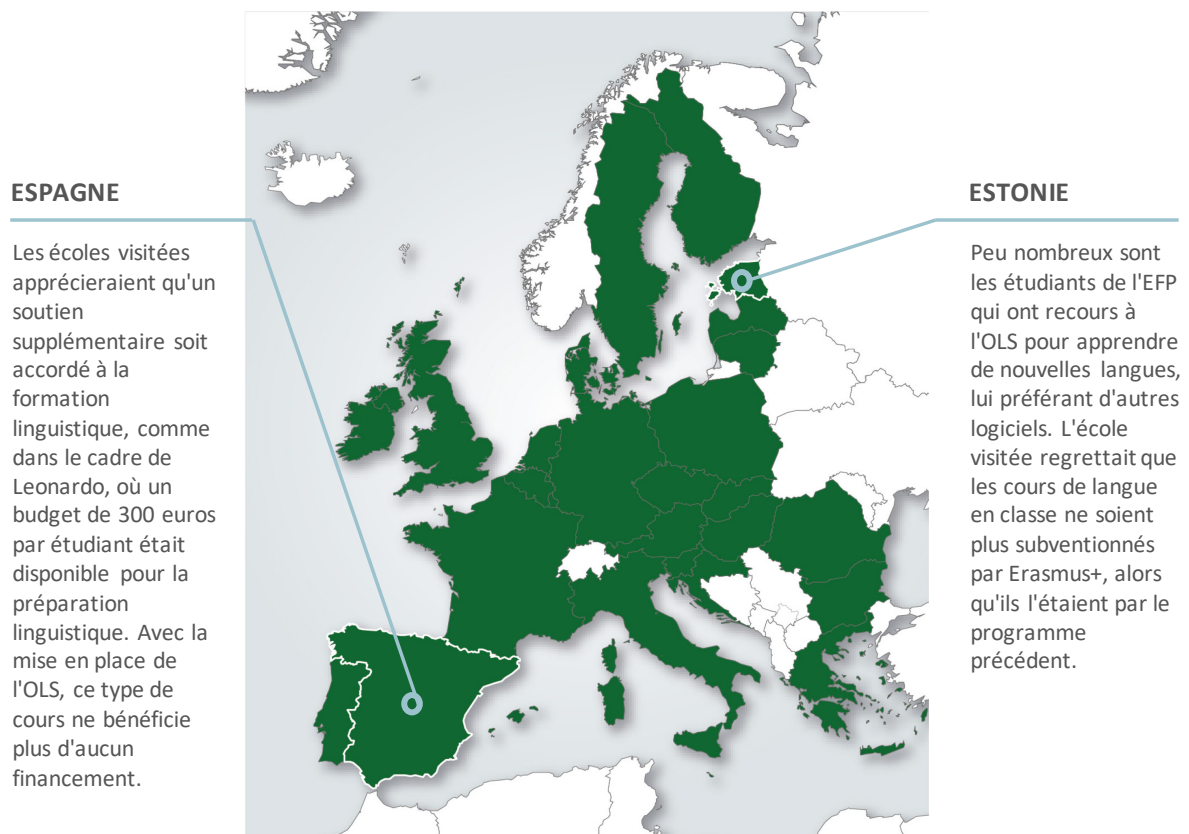 ESPAGNE
Les écoles visitées
apprécieraient qu'un
soutien
supplémentaire soit
accordé à la
formation
linguistique, comme
dans le cadre de
Leonardo, où un
budget de 300 euros
par étudiant était
disponible pour la
préparation
linguistique. Avec la
mise en place de
l'OLS, ce type de
cours ne bénéficie
plus d'aucun
financement.
ESTONIE
Peu nombreux sont
les étudiants de l'EFP
qui ont recours à
l'OLS pour apprendre
de nouvelles langues,
lui préférant d'autres
logiciels. L'école
visitée regrettait que
les cours de langue
en classe ne soient
plus subventionnés
par Erasmus+, alors
qu'ils l'étaient par le
programme
précédent.